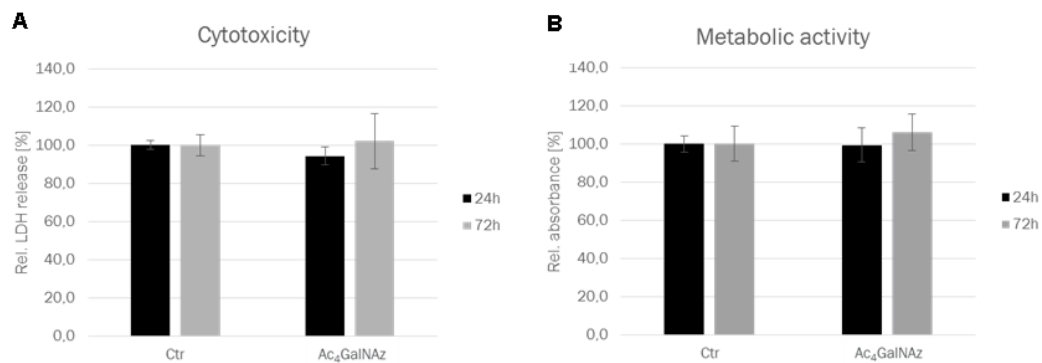 A
Cytotoxicity
140,0
120,0
100,0
80,0
60,0
40,0
20,0
0,0
Rel. LDH release [%]
Ctr
Ac₄GalNAz
24h
72h
B
Metabolic activity
140,0
120,0
100,0
80,0
60,0
40,0
20,0
0,0
Rel. absorbance [%]
Ctr
Ac₄GalNAz
24h
72h